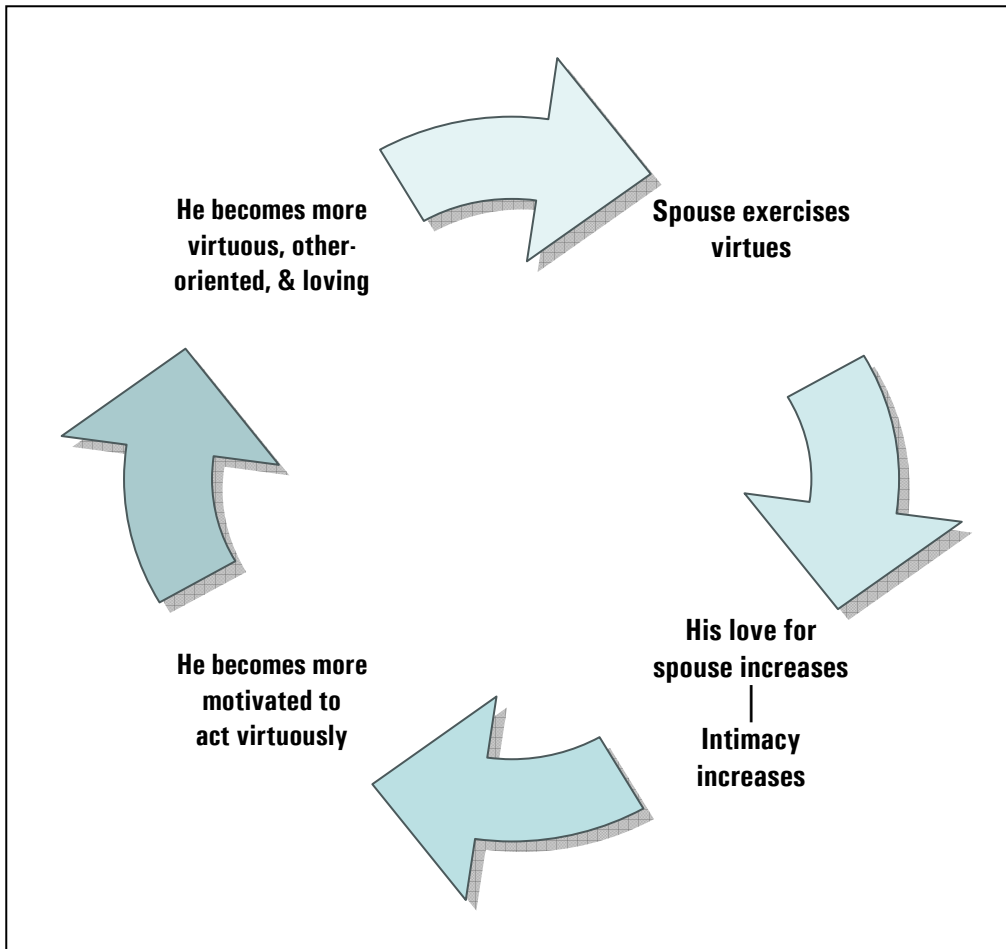 He becomes more
virtuous, other-
oriented, & loving
Spouse exercises
virtues
His love for
spouse increases
Intimacy
increases
He becomes more
motivated to
act virtuously